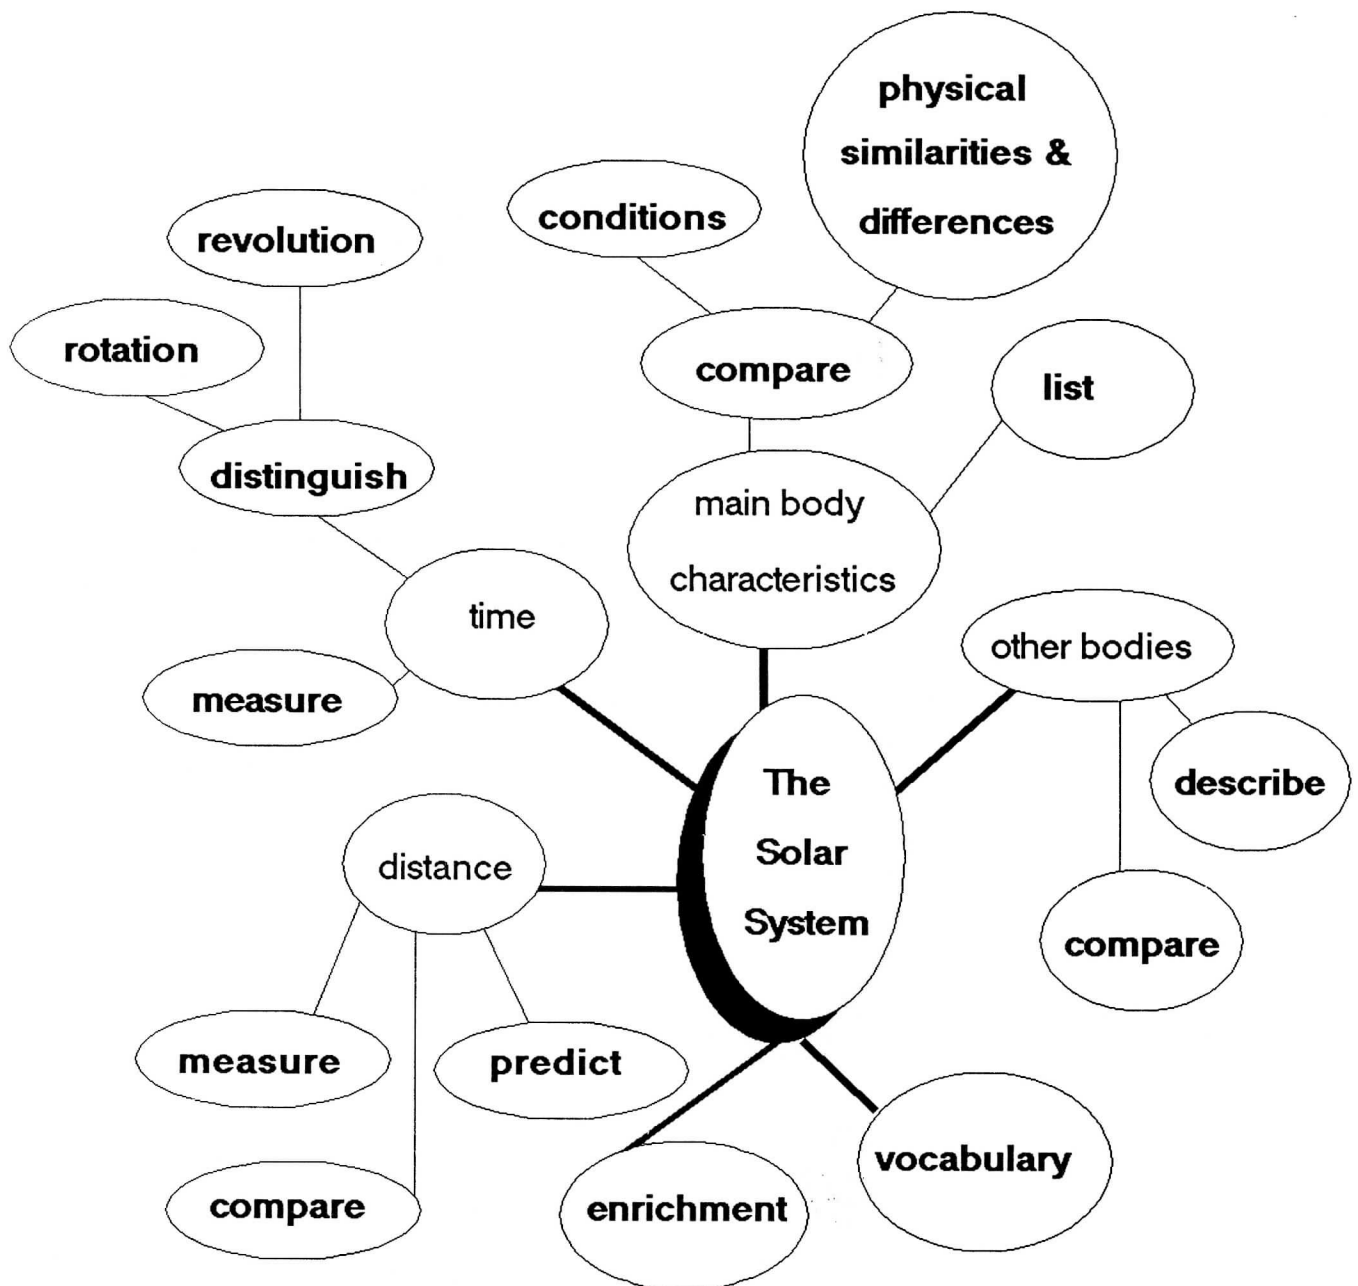 physical
similarities &
differences
conditions
revolution
rotation
compare
list
distinguish
main body
characteristics
time
other bodies
measure
The
Solar
System
describe
distance
compare
measure
predict
vocabulary
compare
enrichment